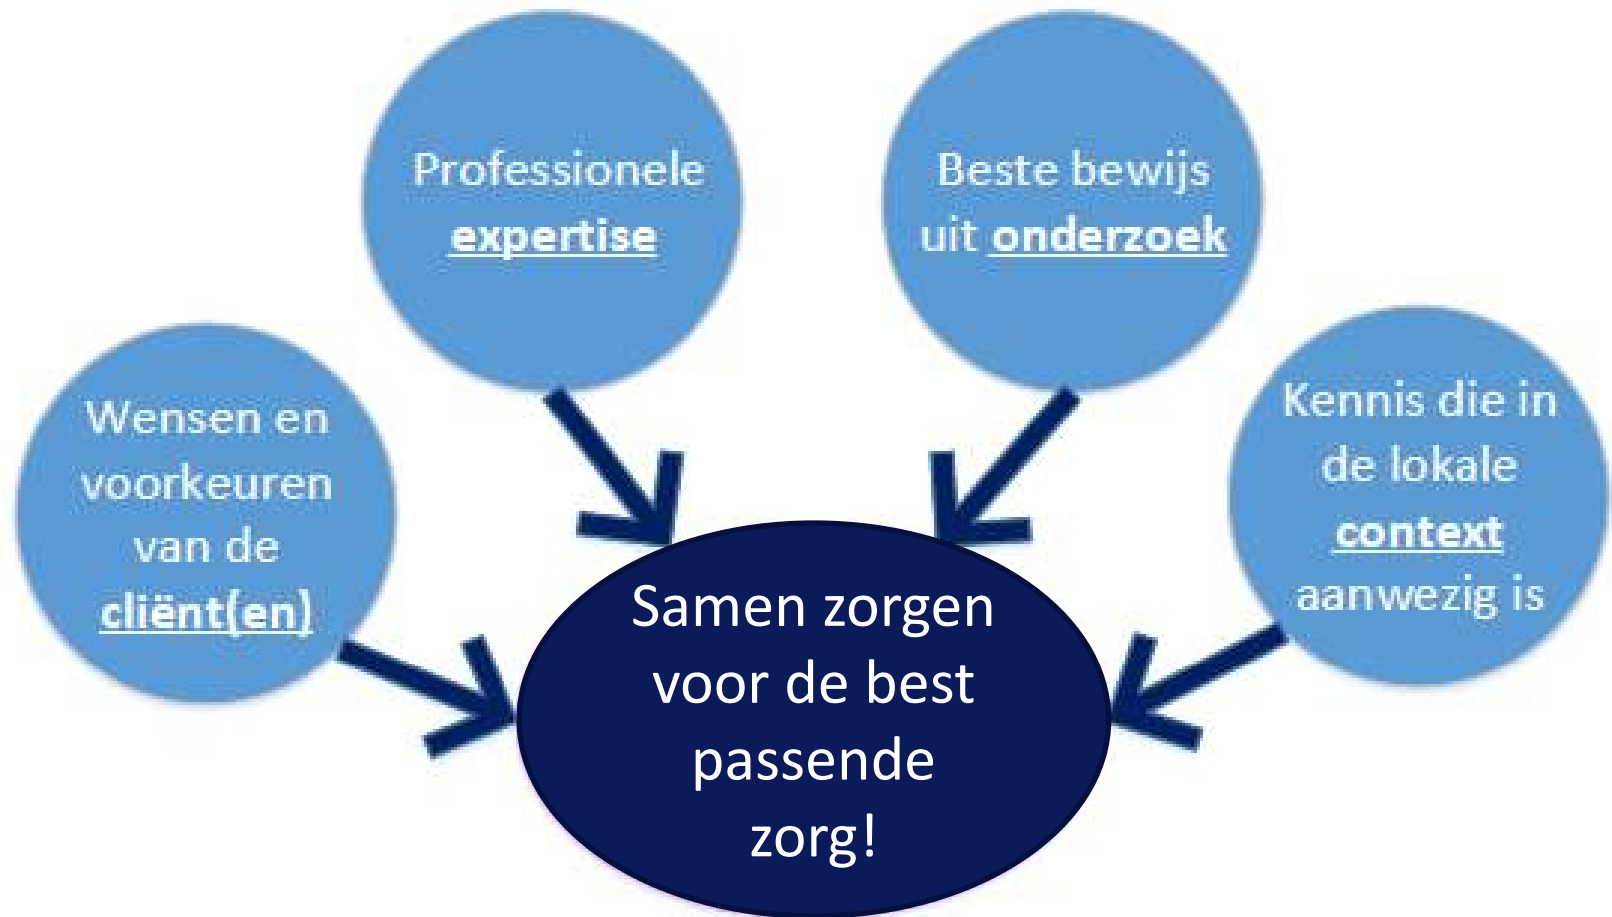 Professionele
expertise
Beste bewijs
uit onderzoek
Wensen en
voorkeuren
van de
cliënt(en)
Kennis die in
de lokale
context
aanwezig is
Samen zorgen
voor de best
passende
zorg!